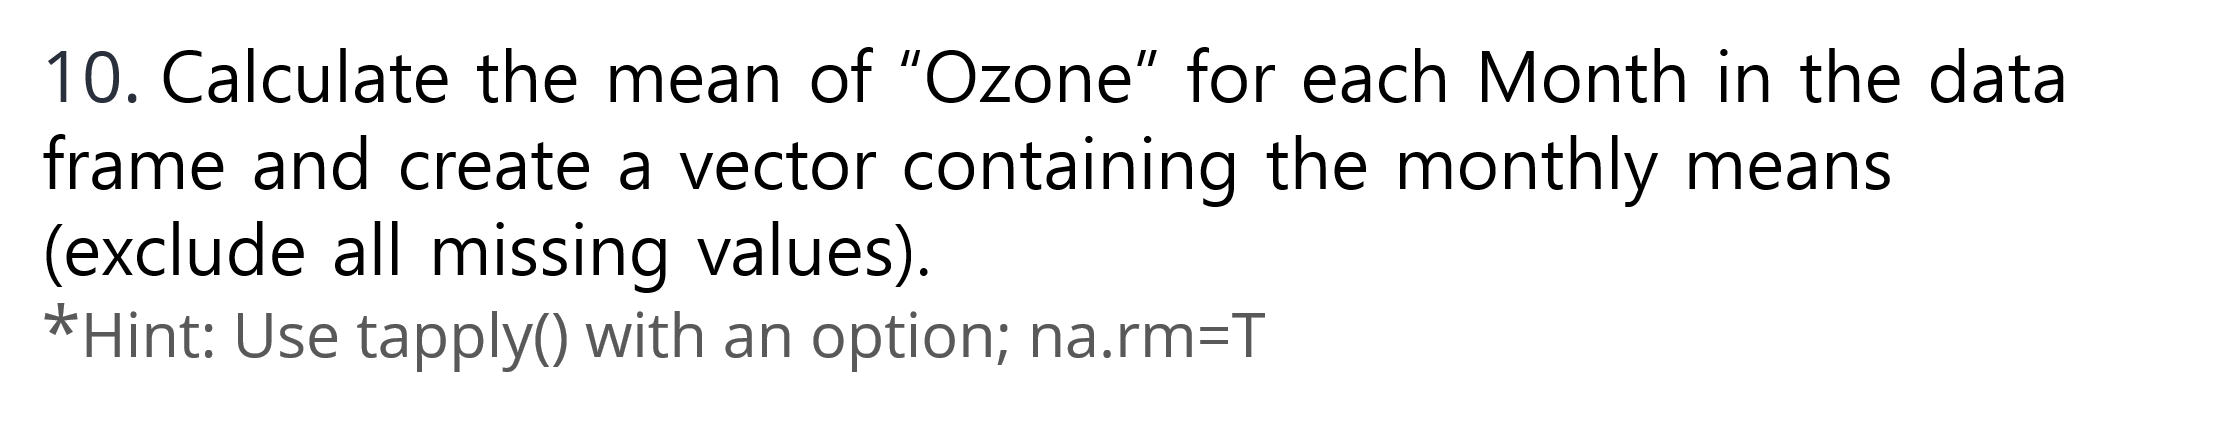 10. Calculate the mean of “Ozone” for each Month in the data
frame and create a vector containing the monthly means
(exclude all missing values).
*Hint: Use tapply() with an option; na.rm=T